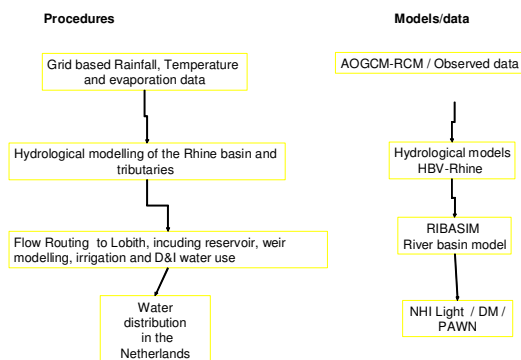 Procedures
Models/data
Grid based Rainfall, Temperature
and evaporation data
AOGCM-RCM / Observed data
Hydrological modelling of the Rhine basin and
tributaries
Hydrological models
HBV-Rhine
Flow Routing to Lobith, incuding reservoir, weir
modelling, irrigation and D&I water use
RIBASIM
River basin model
Water
distribution
in the
Netherlands
NHI Light / DM /
PAWN